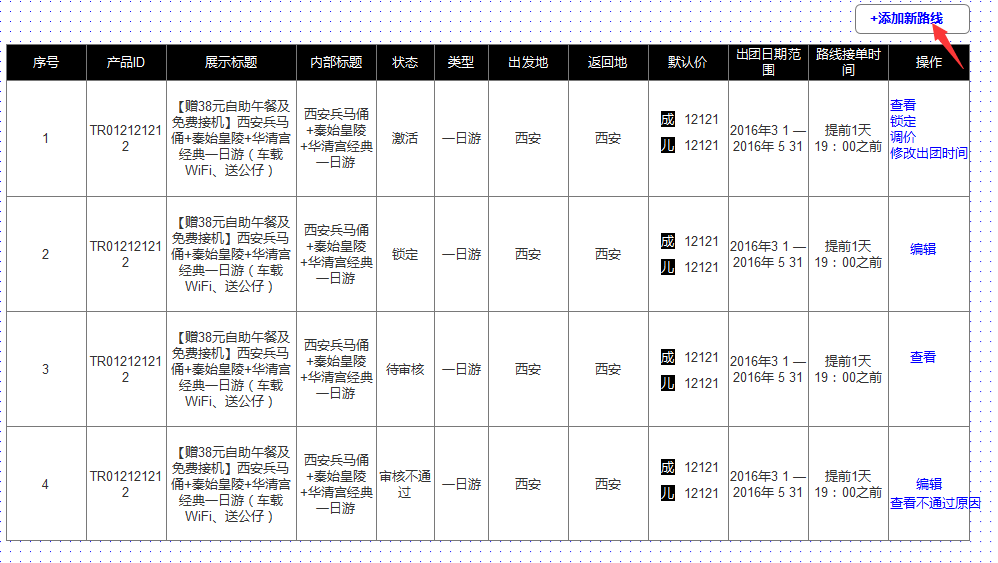 +添加新路线
序号 产品ID 展示标题 内部标题 状态 类型 出发地 返回地 默认价 出团日期范围 路线接单时间 操作
1
TR01212121
2
【赠38元自助午餐及
免费接机】西安兵马
俑+秦始皇陵+华清宫
经典一日游（车载
WiFi、送公仔）
西安兵马俑
+秦始皇陵
+华清宫经典
一日游
激活
一日游
西安
西安
成 12121
儿 12121
2016年3 1 —
2016年 5 31
提前1天
19：00之前
查看
锁定
调价
修改出团时间
2
TR01212121
2
【赠38元自助午餐及
免费接机】西安兵马
俑+秦始皇陵+华清宫
经典一日游（车载
WiFi、送公仔）
西安兵马俑
+秦始皇陵
+华清宫经典
一日游
锁定
一日游
西安
西安
成 12121
儿 12121
2016年3 1 —
2016年 5 31
提前1天
19：00之前
编辑
3
TR01212121
2
【赠38元自助午餐及
免费接机】西安兵马
俑+秦始皇陵+华清宫
经典一日游（车载
WiFi、送公仔）
西安兵马俑
+秦始皇陵
+华清宫经典
一日游
待审核
一日游
西安
西安
成 12121
儿 12121
2016年3 1 —
2016年 5 31
提前1天
19：00之前
查看
4
TR01212121
2
【赠38元自助午餐及
免费接机】西安兵马
俑+秦始皇陵+华清宫
经典一日游（车载
WiFi、送公仔）
西安兵马俑
+秦始皇陵
+华清宫经典
一日游
审核不通
过
一日游
西安
西安
成 12121
儿 12121
2016年3 1 —
2016年 5 31
提前1天
19：00之前
编辑
查看不通过原因